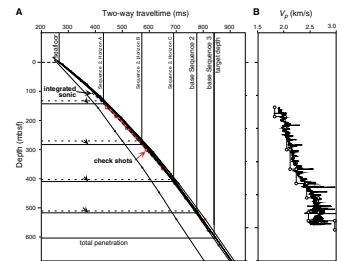 A
Two-way traveltime (ms)
200 300 400 500 600 700 800 900
Seafloor
Sequence 2, Horizon A
Sequence 2, Horizon B
Sequence 2, Horizon C
base Sequence 2
base Sequence 3
target depth
Depth (mbsf)
0
100
200
300
400
500
600
integrated
sonic
check shots
total penetration
B
Vp (km/s)
1.5 2.0 2.5 3.0